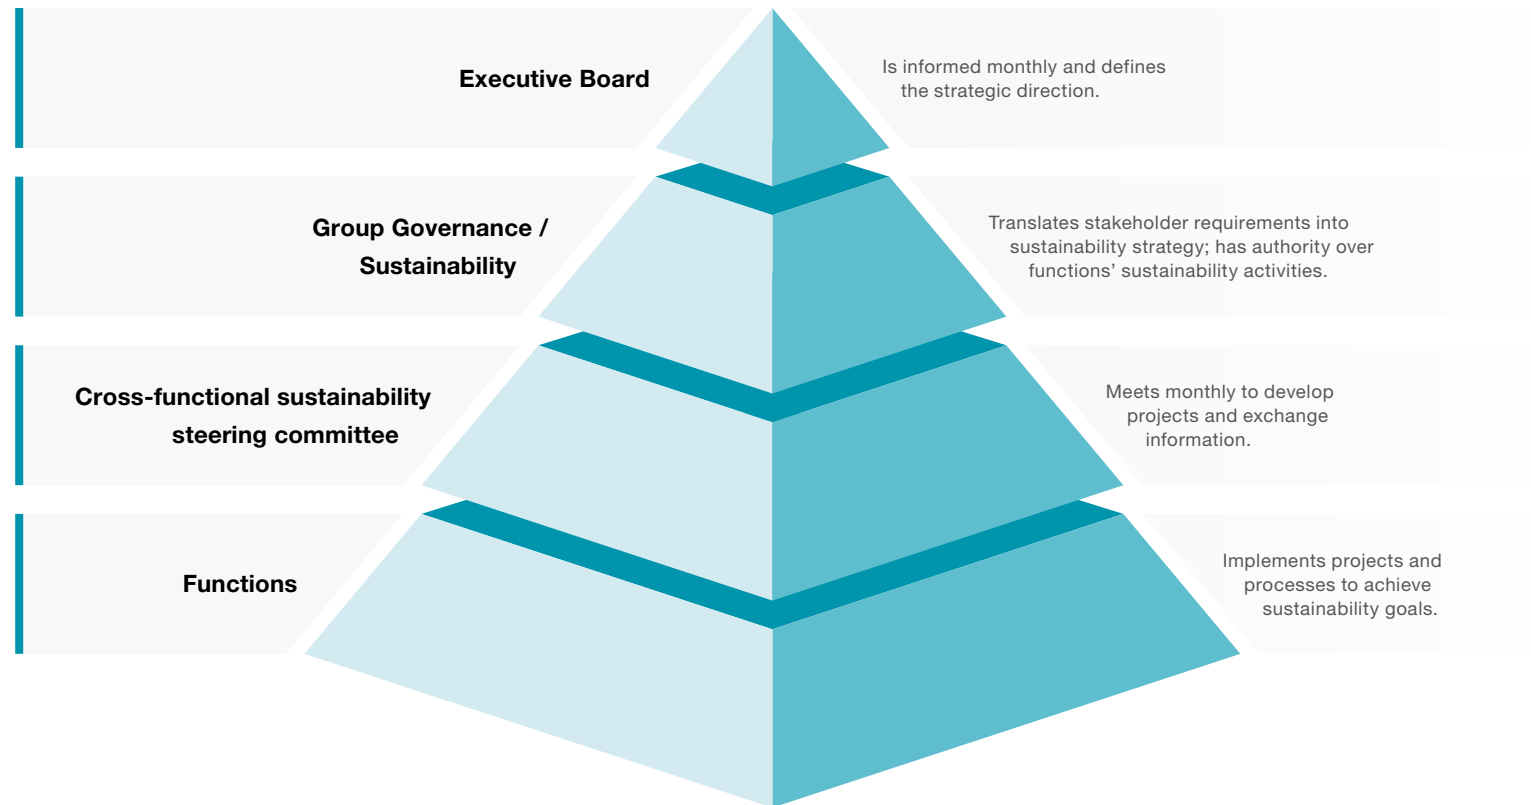 Executive Board
Is informed monthly and defines
the strategic direction.
Group Governance /
Sustainability
Translates stakeholder requirements into
sustainability strategy; has authority over
functions’ sustainability activities.
Cross-functional sustainability
steering committee
Meets monthly to develop
projects and exchange
information.
Functions
Implements projects and
processes to achieve
sustainability goals.